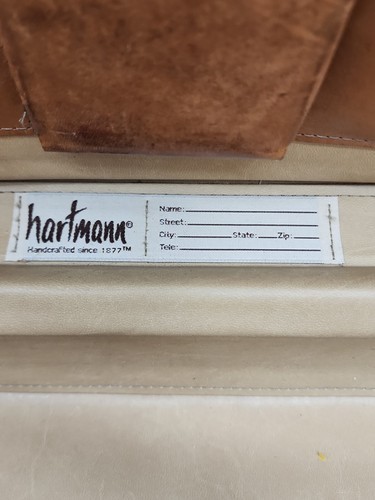 hartmann®
Handcrafted since 1877™
Name:
Street:
City: State: Zip:
Tele: